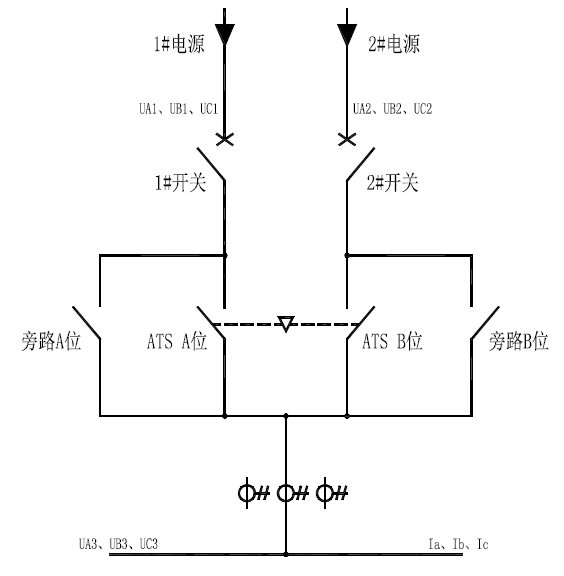 1#电源
2#电源
UA1、UB1、UC1
UA2、UB2、UC2
1#开关
2#开关
旁路A位
ATS A位
ATS B位
旁路B位
UA3、UB3、UC3
Ia、Ib、Ic